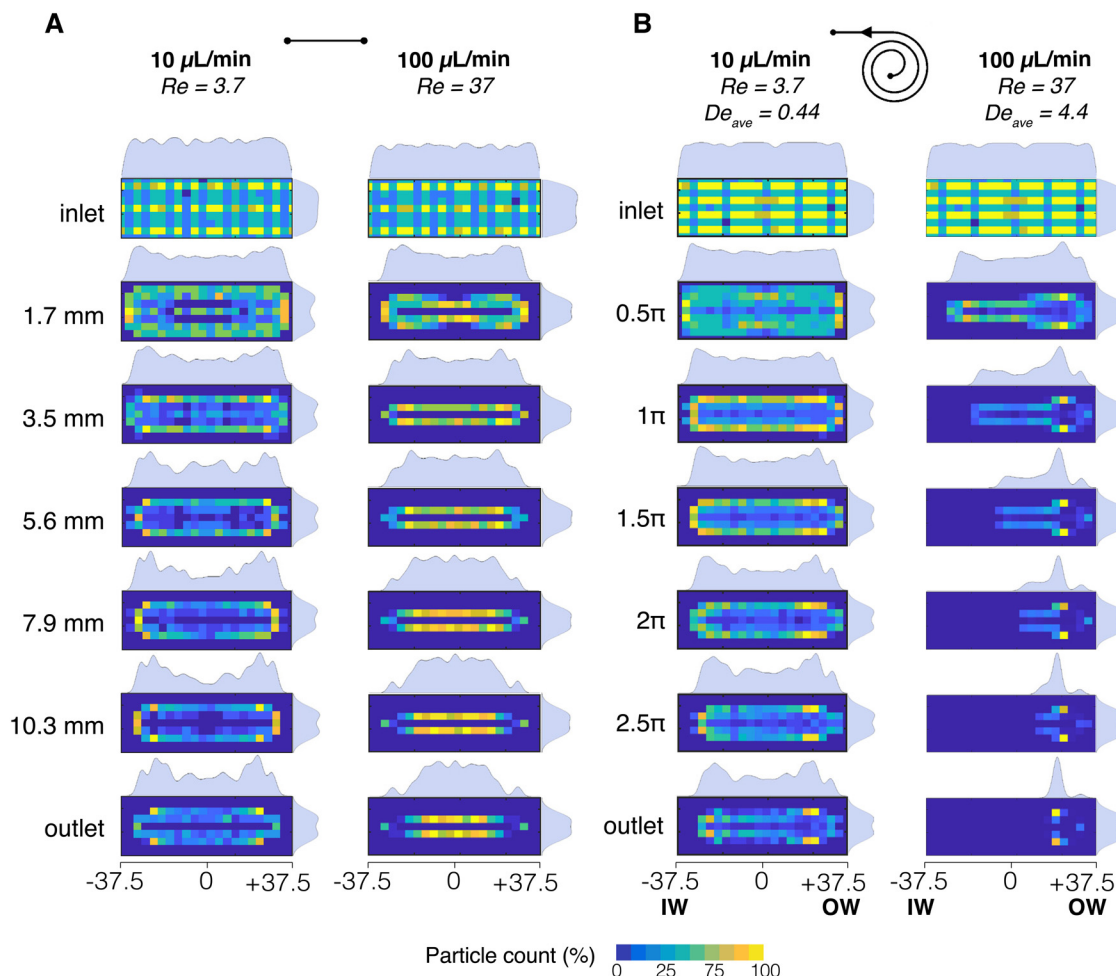 A
10 µL/min
Re = 3.7
100 µL/min
Re = 37
inlet
1.7 mm
3.5 mm
5.6 mm
7.9 mm
10.3 mm
outlet
-37.5 0 +37.5
-37.5 0 +37.5
B
10 µL/min
Re = 3.7
De_ave = 0.44
100 µL/min
Re = 37
De_ave = 4.4
inlet
0.5π
1π
1.5π
2π
2.5π
outlet
-37.5 0 +37.5
IW OW
-37.5 0 +37.5
IW OW
Particle count (%)
0 25 75 100